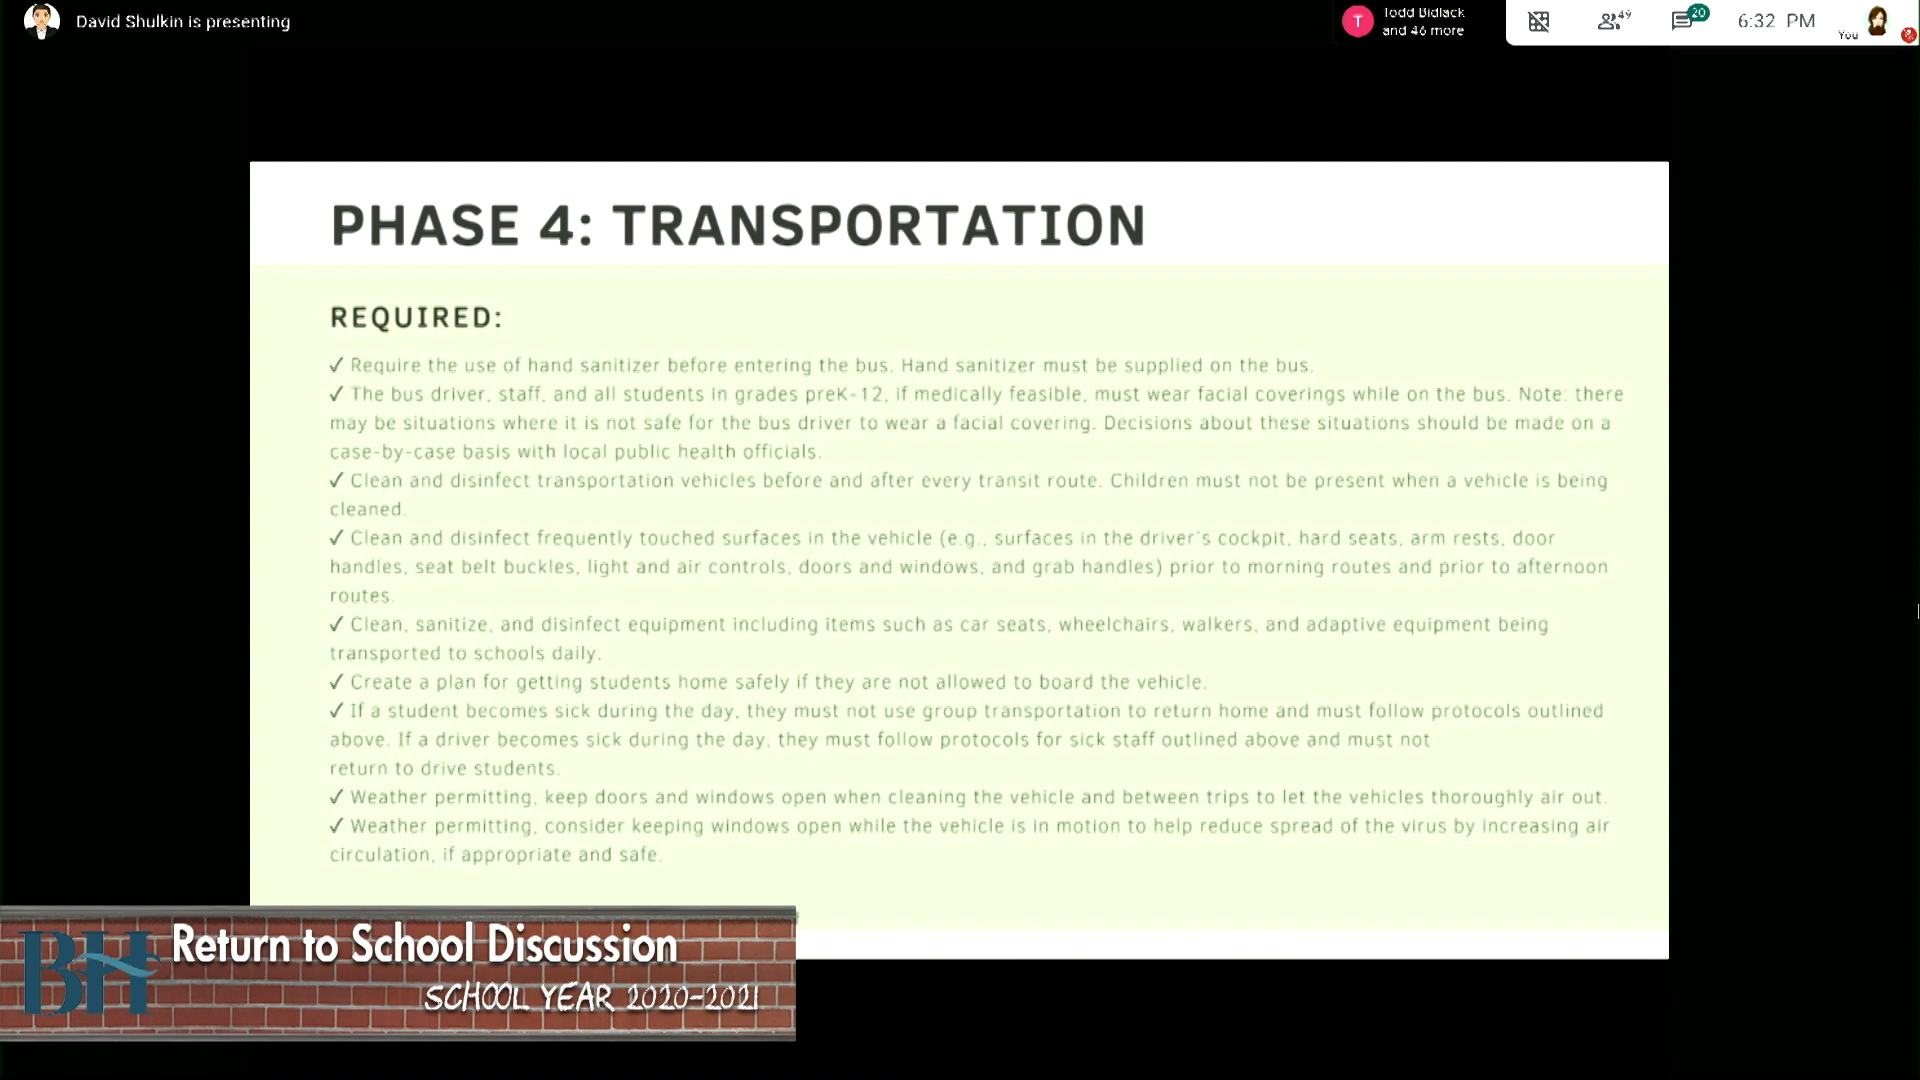 David Shulkin is presenting
Todd Bidlack
and 46 more
T
49
20
6:32 PM
You
PHASE 4: TRANSPORTATION
REQUIRED:
✓ Require the use of hand sanitizer before entering the bus. Hand sanitizer must be supplied on the bus.
✓ The bus driver, staff, and all students in grades preK-12, if medically feasible, must wear facial coverings while on the bus. Note: there
may be situations where it is not safe for the bus driver to wear a facial covering. Decisions about these situations should be made on a
case-by-case basis with local public health officials.
✓ Clean and disinfect transportation vehicles before and after every transit route. Children must not be present when a vehicle is being
cleaned.
✓ Clean and disinfect frequently touched surfaces in the vehicle (e.g., surfaces in the driver's cockpit, hard seats, arm rests, door
handles, seat belt buckles, light and air controls, doors and windows, and grab handles) prior to morning routes and prior to afternoon
routes.
✓ Clean, sanitize, and disinfect equipment including items such as car seats, wheelchairs, walkers, and adaptive equipment being
transported to schools daily.
✓ Create a plan for getting students home safely if they are not allowed to board the vehicle.
✓ If a student becomes sick during the day, they must not use group transportation to return home and must follow protocols outlined
above. If a driver becomes sick during the day, they must follow protocols for sick staff outlined above and must not
return to drive students.
✓ Weather permitting, keep doors and windows open when cleaning the vehicle and between trips to let the vehicles thoroughly air out.
✓ Weather permitting, consider keeping windows open while the vehicle is in motion to help reduce spread of the virus by increasing air
circulation, if appropriate and safe.
BH
Return to School Discussion
SCHOOL YEAR 2020-2021